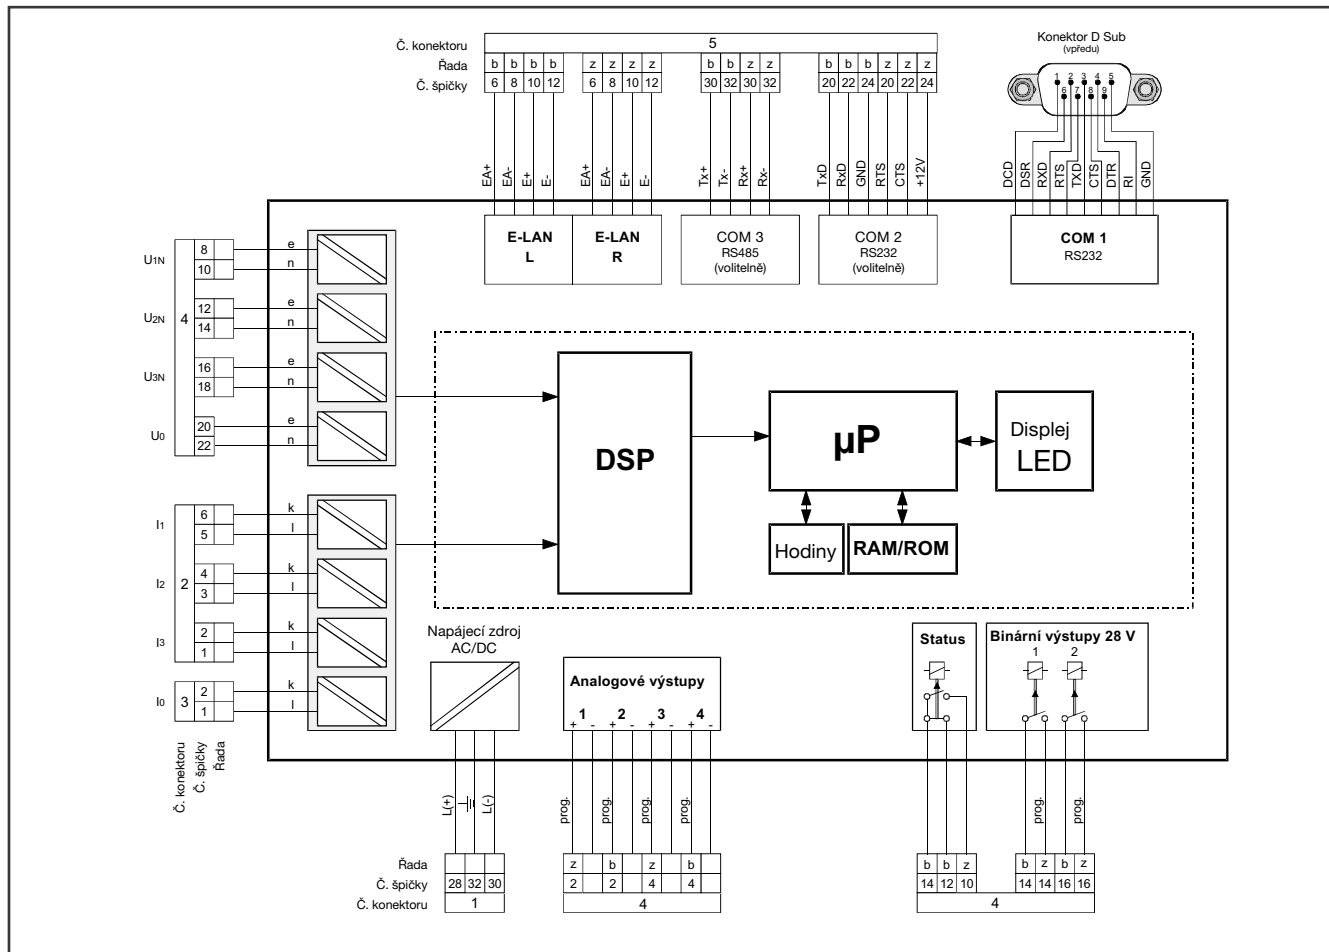 Č. konektoru 5
Řada b b b b z z z z b b z z b b b z z z
Č. špičky 6 8 10 12 6 8 10 12 30 32 30 32 20 22 24 20 22 24
Konektor D Sub
(vpředu)
1 2 3 4 5
6 7 8 9
EA+ EA- E+ E- EA+ EA- E+ E- Tx+ Tx- Rx+ Rx- TxD RxD GND RTS CTS +12V DCD DSR RXD RTS TXD CTS DTR RI GND
E-LAN
L
E-LAN
R
COM 3
RS485
(volitelně)
COM 2
RS232
(volitelně)
COM 1
RS232
U1N 8 e
10 n
4
U2N 12 e
14 n
U3N 16 e
18 n
U0 20 e
22 n
DSP
µP
Displej
LED
Hodiny
RAM/ROM
I1 6 k
5 l
2
I2 4 k
3 l
I3 2 k
1 l
I0 3 2 k
1 l
Č. konektoru
Č. špičky
Řada
Napájecí zdroj
AC/DC
Analogové výstupy
1 2 3 4
+ - + - + - + -
Status
Binární výstupy 28 V
1 2
L(+) L(-) prog. prog. prog. prog. prog. prog.
Řada z b z b b b z b z b z
Č. špičky 28 32 30 2 2 4 4 14 12 10 14 14 16 16
Č. konektoru 1 4 4